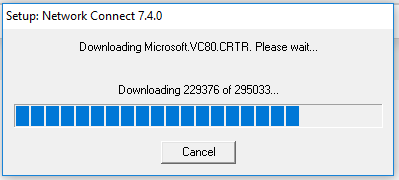 Setup: Network Connect 7.4.0
Downloading Microsoft.VC80.CRTR. Please wait...
Downloading 229376 of 295033...
Cancel